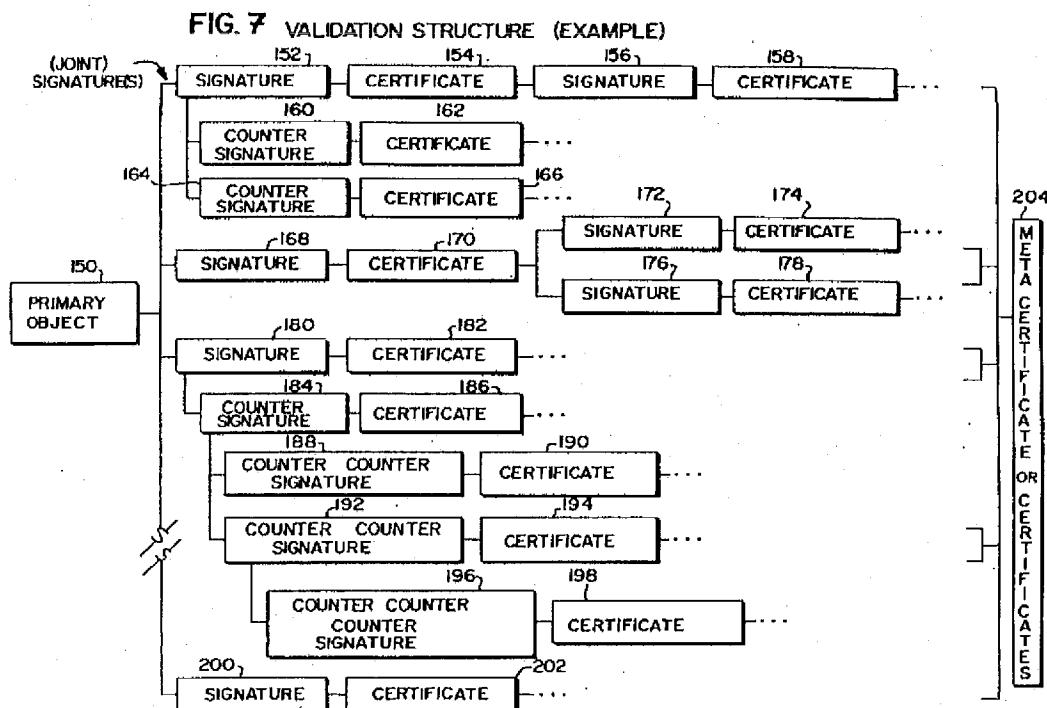 FIG. 7 VALIDATION STRUCTURE (EXAMPLE)
(JOINT)
SIGNATURE(S)
152
154
156
158
SIGNATURE
CERTIFICATE
SIGNATURE
CERTIFICATE
160
162
COUNTER
SIGNATURE
CERTIFICATE
164
166
COUNTER
SIGNATURE
CERTIFICATE
172
174
SIGNATURE
CERTIFICATE
168
170
SIGNATURE
CERTIFICATE
176
178
SIGNATURE
CERTIFICATE
150
PRIMARY
OBJECT
180
182
SIGNATURE
CERTIFICATE
184
186
COUNTER
SIGNATURE
CERTIFICATE
188
190
COUNTER COUNTER
SIGNATURE
CERTIFICATE
192
194
COUNTER COUNTER
SIGNATURE
CERTIFICATE
196
198
COUNTER COUNTER
COUNTER
SIGNATURE
CERTIFICATE
200
202
SIGNATURE
CERTIFICATE
204
META CERTIFICATE OR CERTIFICATES